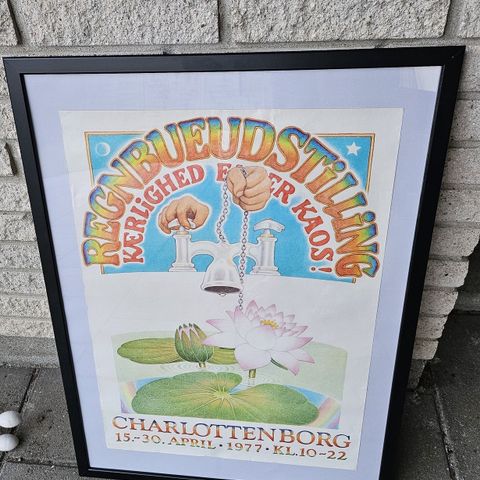 REGNBUEUDSTiLLiNG
KÆRLiGHED ELLER KAOS!
CHARLOTTENBORG
15.-30. APRIL · 1977 · KL.10-22